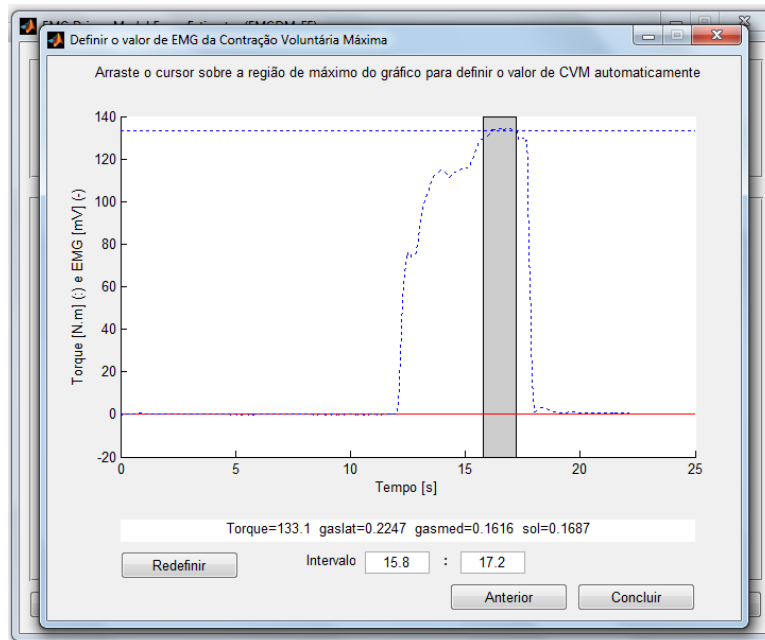 Definir o valor de EMG da Contração Voluntária Máxima
Arraste o cursor sobre a região de máximo do gráfico para definir o valor de CVM automaticamente
Torque [N.m] (:) e EMG [mV] (-)
140
120
100
80
60
40
20
0
-20
0 5 10 15 20 25
Tempo [s]
Torque=133.1 gaslat=0.2247 gasmed=0.1616 sol=0.1687
Redefinir Intervalo 15.8 : 17.2
Anterior Concluir